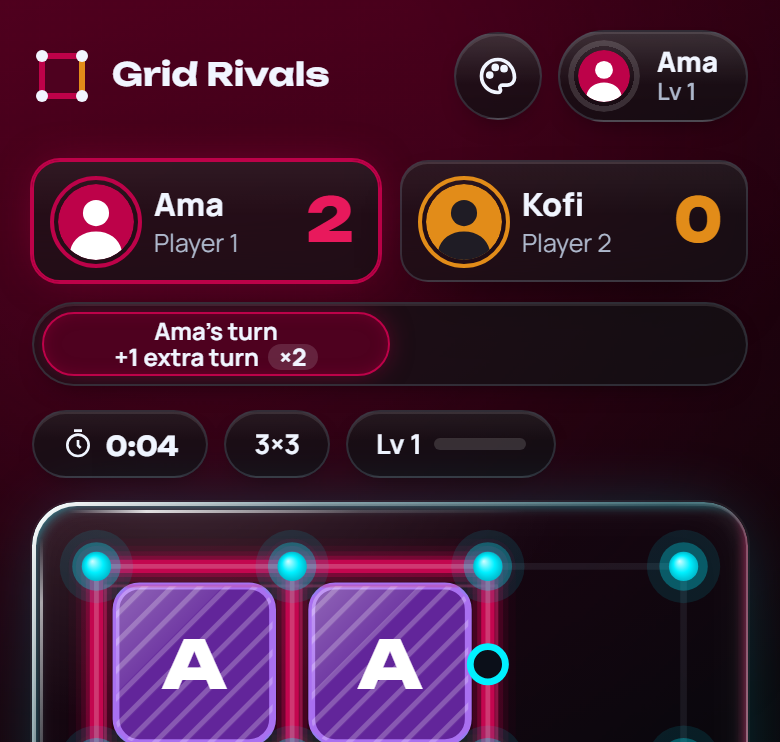 Grid Rivals
Ama
Lv 1
Ama
Player 1
2
Kofi
Player 2
0
Ama's turn
+1 extra turn ×2
0:04
3×3
Lv 1
A
A